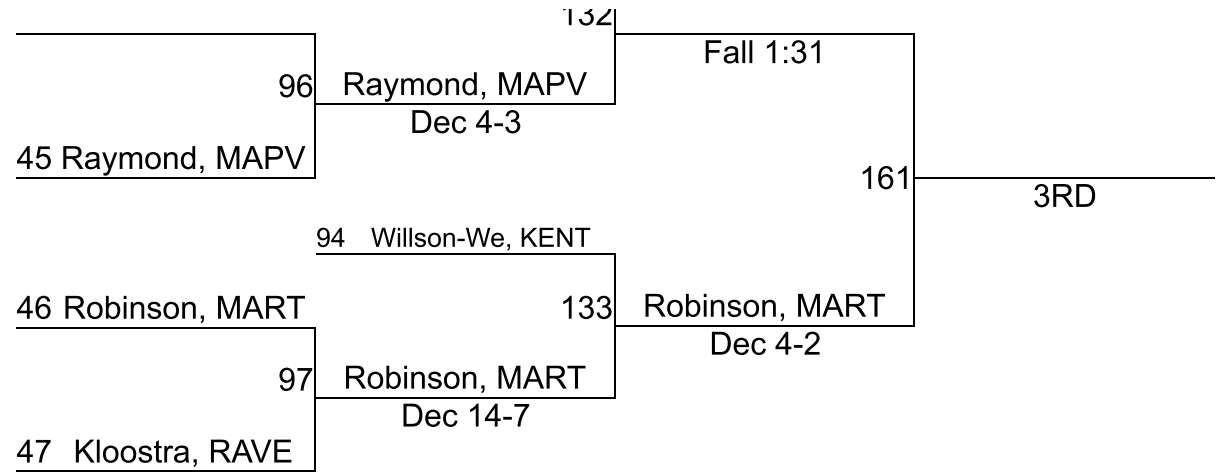 132
Fall 1:31
96 Raymond, MAPV
Dec 4-3
45 Raymond, MAPV
161
3RD
94 Willson-We, KENT
46 Robinson, MART
133 Robinson, MART
Dec 4-2
97 Robinson, MART
Dec 14-7
47 Kloostra, RAVE